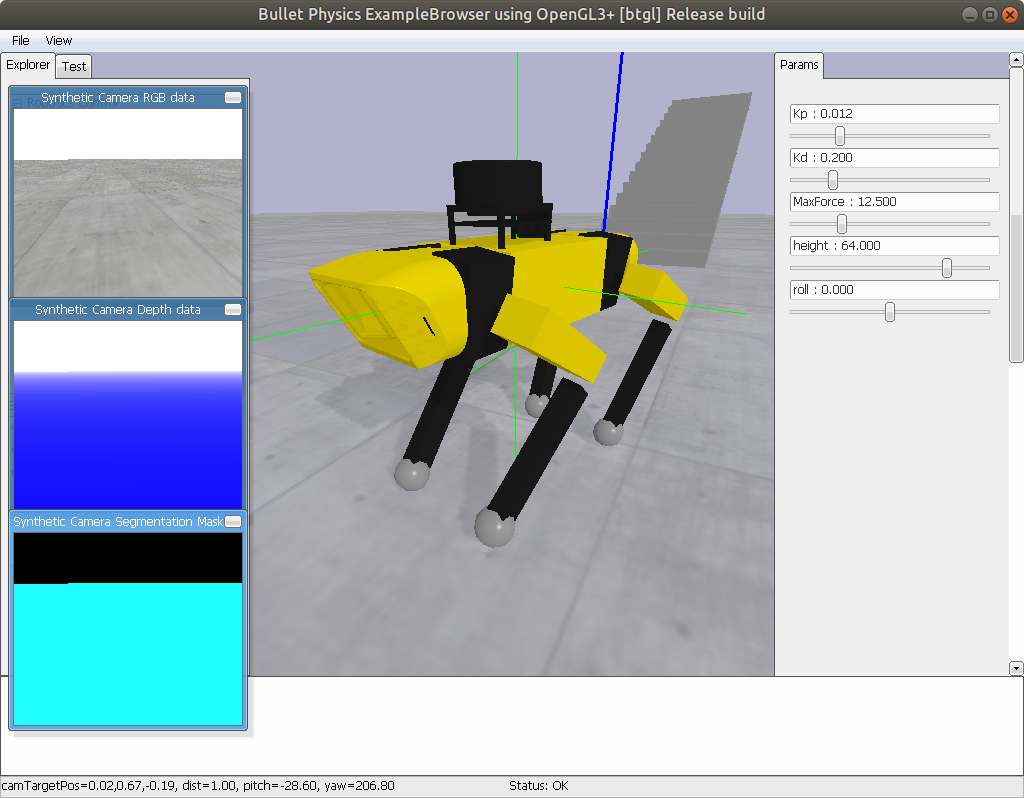 Bullet Physics ExampleBrowser using OpenGL3+ [btgl] Release build
File View
Explorer Test
Synthetic Camera RGB data
Synthetic Camera Depth data
Synthetic Camera Segmentation Mask
Params
Kp : 0.012
Kd : 0.200
MaxForce : 12.500
height : 64.000
roll : 0.000
camTargetPos=0.02,0.67,-0.19, dist=1.00, pitch=-28.60, yaw=206.80 Status: OK